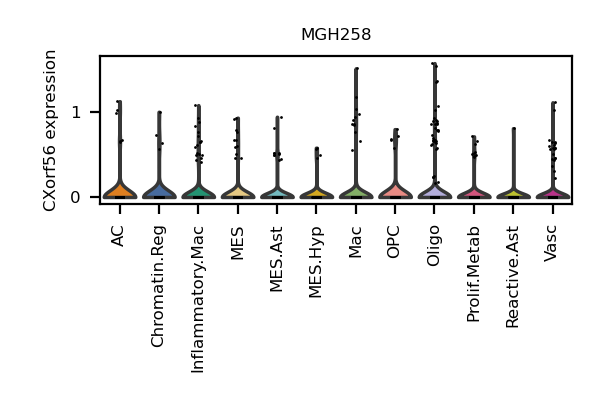 MGH258
CXorf56 expression
1
0
AC
Chromatin.Reg
Inflammatory.Mac
MES
MES.Ast
MES.Hyp
Mac
OPC
Oligo
Prolif.Metab
Reactive.Ast
Vasc